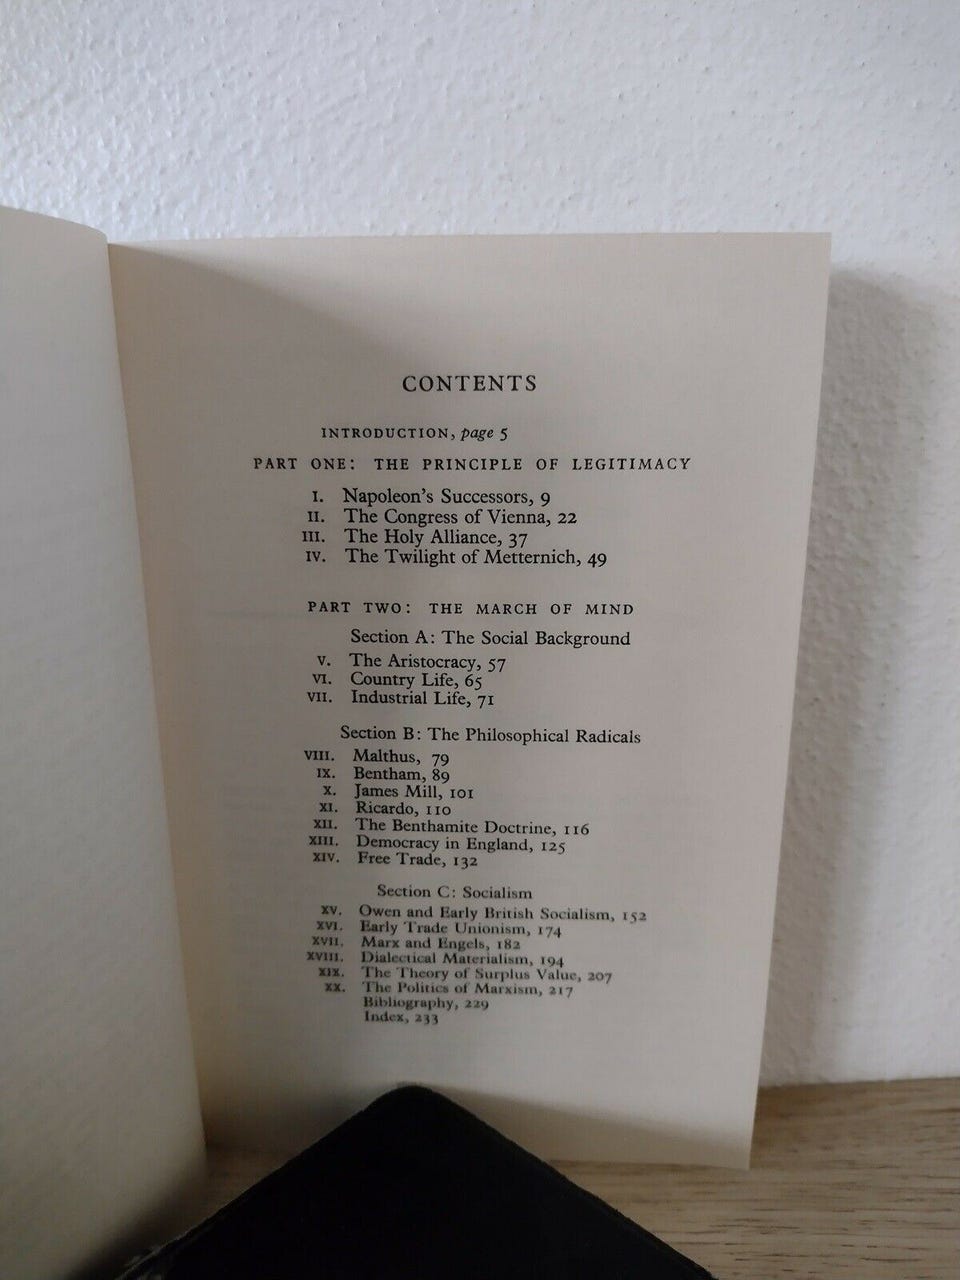 CONTENTS
INTRODUCTION, page 5
PART ONE: THE PRINCIPLE OF LEGITIMACY
I. Napoleon's Successors, 9
II. The Congress of Vienna, 22
III. The Holy Alliance, 37
IV. The Twilight of Metternich, 49
PART TWO: THE MARCH OF MIND
Section A: The Social Background
V. The Aristocracy, 57
VI. Country Life, 65
VII. Industrial Life, 71
Section B: The Philosophical Radicals
VIII. Malthus, 79
IX. Bentham, 89
X. James Mill, 101
XI. Ricardo, 110
XII. The Benthamite Doctrine, 116
XIII. Democracy in England, 125
XIV. Free Trade, 132
Section C: Socialism
XV. Owen and Early British Socialism, 152
XVI. Early Trade Unionism, 174
XVII. Marx and Engels, 182
XVIII. Dialectical Materialism, 194
XIX. The Theory of Surplus Value, 207
XX. The Politics of Marxism, 217
Bibliography, 229
Index, 233